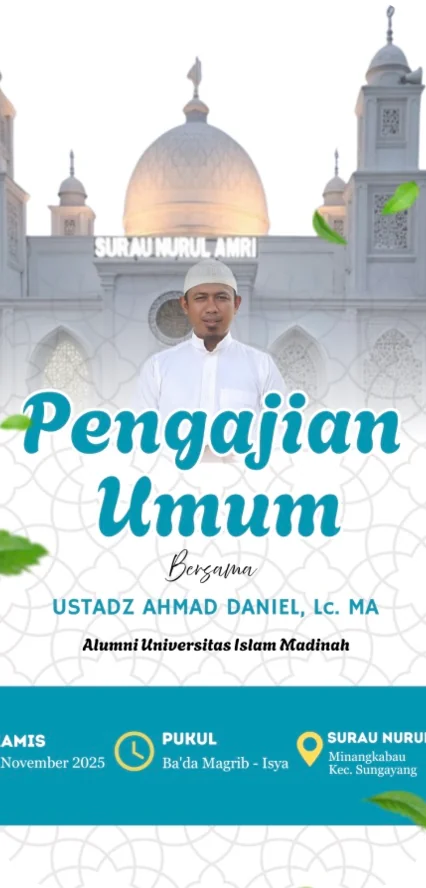 SURAU NURUL AMRI
Pengajian
Umum
Bersama
USTADZ AHMAD DANIEL, Lc. MA
Alumni Universitas Islam Madinah
AMIS
November 2025
PUKUL
Ba'da Magrib - Isya
SURAU NURU
Minangkabau
Kec. Sungayang